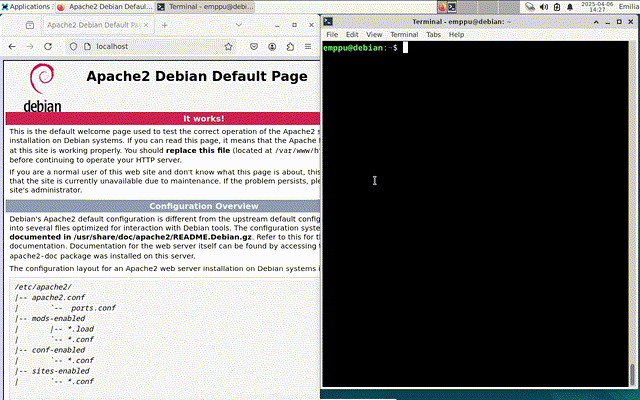 Applications
Apache2 Debian Defaul...
Terminal - emppu@debi...
2025-04-06
14:27
Emilia
Apache2 Debian Default Pag
localhost
Apache2 Debian Default Page
debian
It works!
This is the default welcome page used to test the correct operation of the Apache2 s
installation on Debian systems. If you can read this page, it means that the Apache
at this site is working properly. You should replace this file (located at /var/www/ht
before continuing to operate your HTTP server.
If you are a normal user of this web site and don't know what this page is about, this
that the site is currently unavailable due to maintenance. If the problem persists, ple
site's administrator.
Configuration Overview
Debian's Apache2 default configuration is different from the upstream default config
into several files optimized for interaction with Debian tools. The configuration syste
documented in /usr/share/doc/apache2/README.Debian.gz. Refer to this for t
documentation. Documentation for the web server itself can be found by accessing
apache2-doc package was installed on this server.
The configuration layout for an Apache2 web server installation on Debian systems i
/etc/apache2/
|-- apache2.conf
|       `-- ports.conf
|-- mods-enabled
|       |-- *.load
|       `-- *.conf
|-- conf-enabled
|       `-- *.conf
|-- sites-enabled
|       `-- *.conf
Terminal - emppu@debian: ~
File Edit View Terminal Tabs Help
emppu@debian:~$